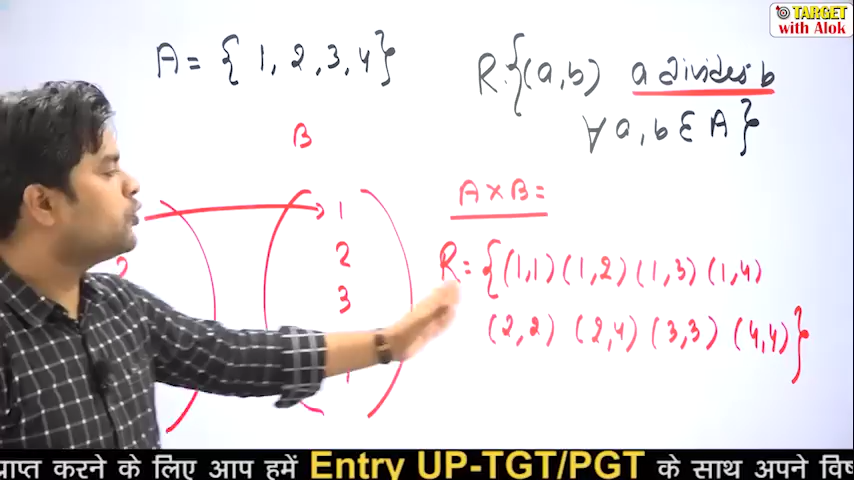 TARGET
with Alok
A = { 1, 2, 3, 4 }
R:{(a,b) a divides b
∀ a, b ∈ A}
B
A × B =
1
2
2
3
R = {(1,1) (1,2) (1,3) (1,4)
(2,2) (2,4) (3,3) (4,4)}
प्राप्त करने के लिए आप हमें Entry UP-TGT/PGT के साथ अपने विष